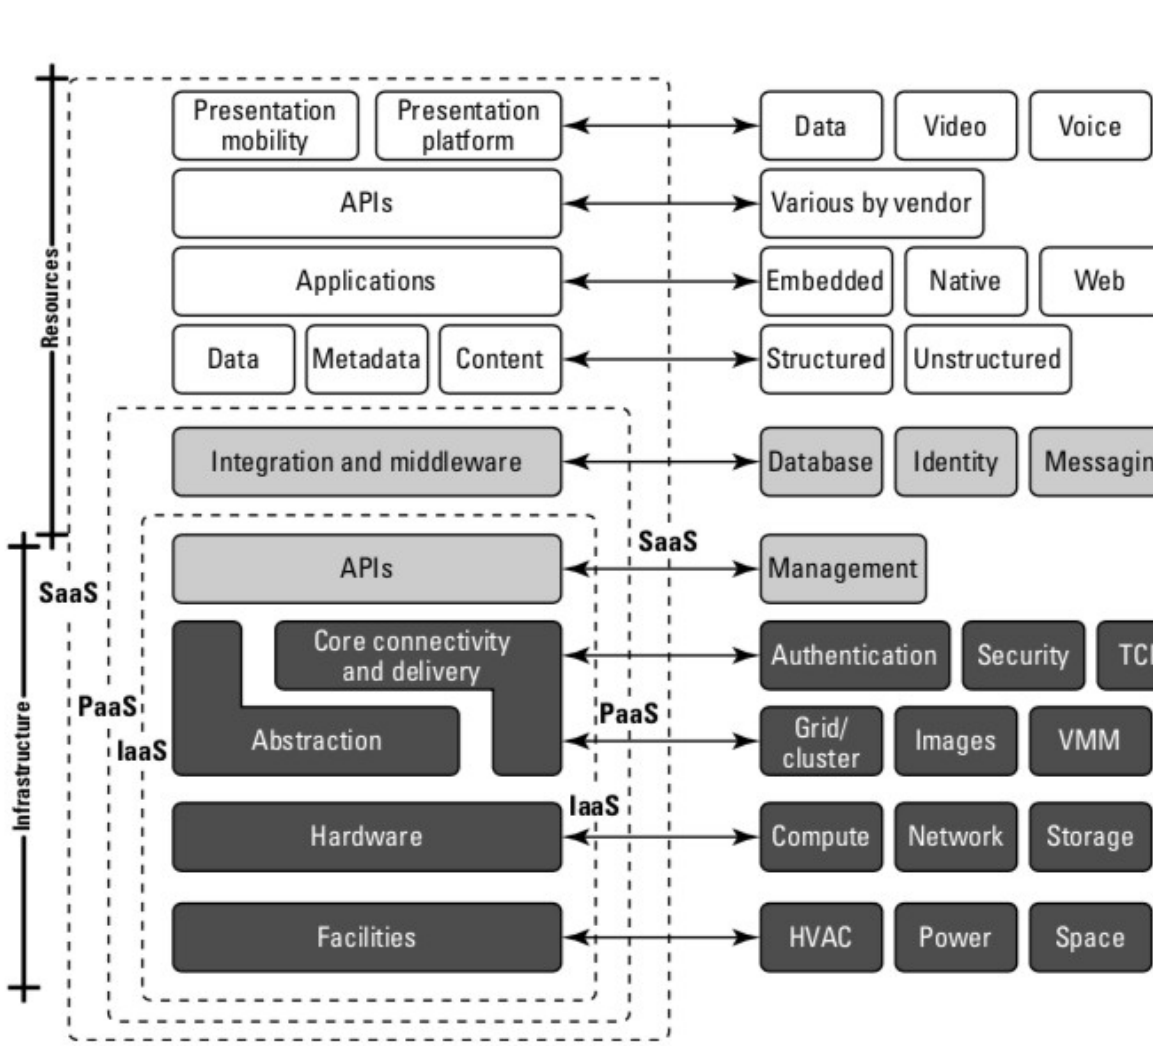 Presentation mobility
Presentation platform
Data
Video
Voice
APIs
Various by vendor
Applications
Embedded
Native
Web
Resources
Data
Metadata
Content
Structured
Unstructured
Integration and middleware
Database
Identity
Messagin
SaaS
APIs
Management
SaaS
Core connectivity
and delivery
Authentication
Security
TC
PaaS
PaaS
IaaS
Abstraction
Grid/
cluster
Images
VMM
Infrastructure
IaaS
Hardware
Compute
Network
Storage
Facilities
HVAC
Power
Space